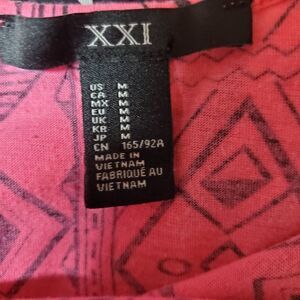 XXI
US M
CA M
MX M
EU M
UK M
KR M
JP M
CN 165/92A
MADE IN
VIETNAM
FABRIQUÉ AU
VIETNAM